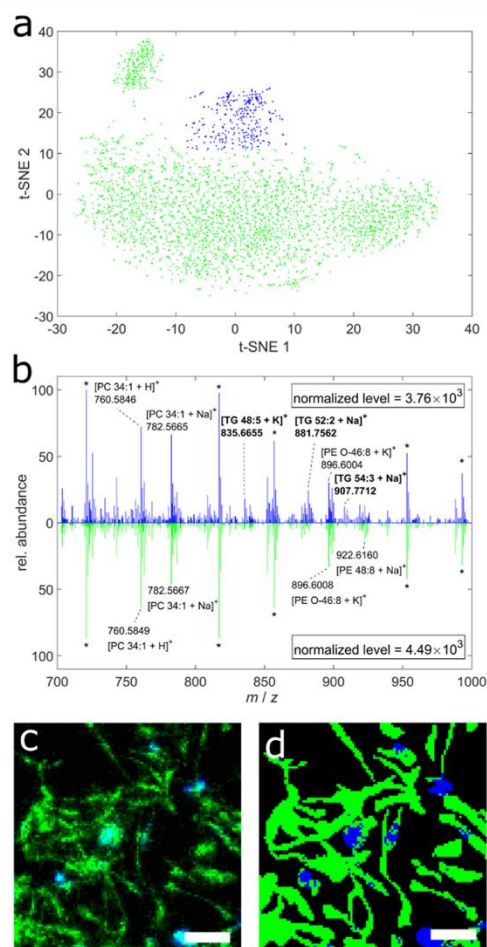 a
40
30
20
10
0
-10
-20
-30
t-SNE 2
-30 -20 -10 0 10 20 30 40
t-SNE 1
b
100
50
0
50
100
rel. abundance
normalized level = 3.76×10³
* [PC 34:1 + H]⁺
760.5846
[PC 34:1 + Na]⁺
782.5665
*
[TG 48:5 + K]⁺
835.6655
*
[TG 52:2 + Na]⁺
881.7562
[PE O-46:8 + K]⁺
896.6004
[TG 54:3 + Na]⁺
907.7712
* *
922.6160
[PE 48:8 + Na]⁺
896.6008
[PE O-46:8 + K]⁺
782.5667
[PC 34:1 + Na]⁺
760.5849
[PC 34:1 + H]⁺
* * * * *
normalized level = 4.49×10³
700 750 800 850 900 950 1000
m / z
c
d